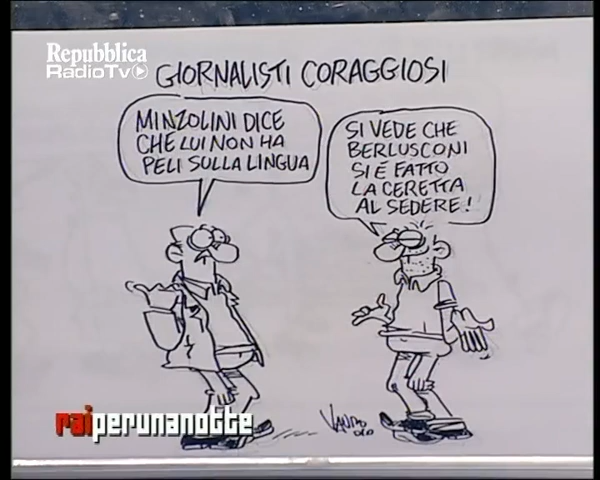 Repubblica
RadioTv
GIORNALISTI CORAGGIOSI
MINZOLINI DICE
CHE LUI NON HA
PELI SULLA LINGUA
SI VEDE CHE
BERLUSCONI
SI É FATTO
LA CERETTA
AL SEDERE!
raiperunanotte
VAURO